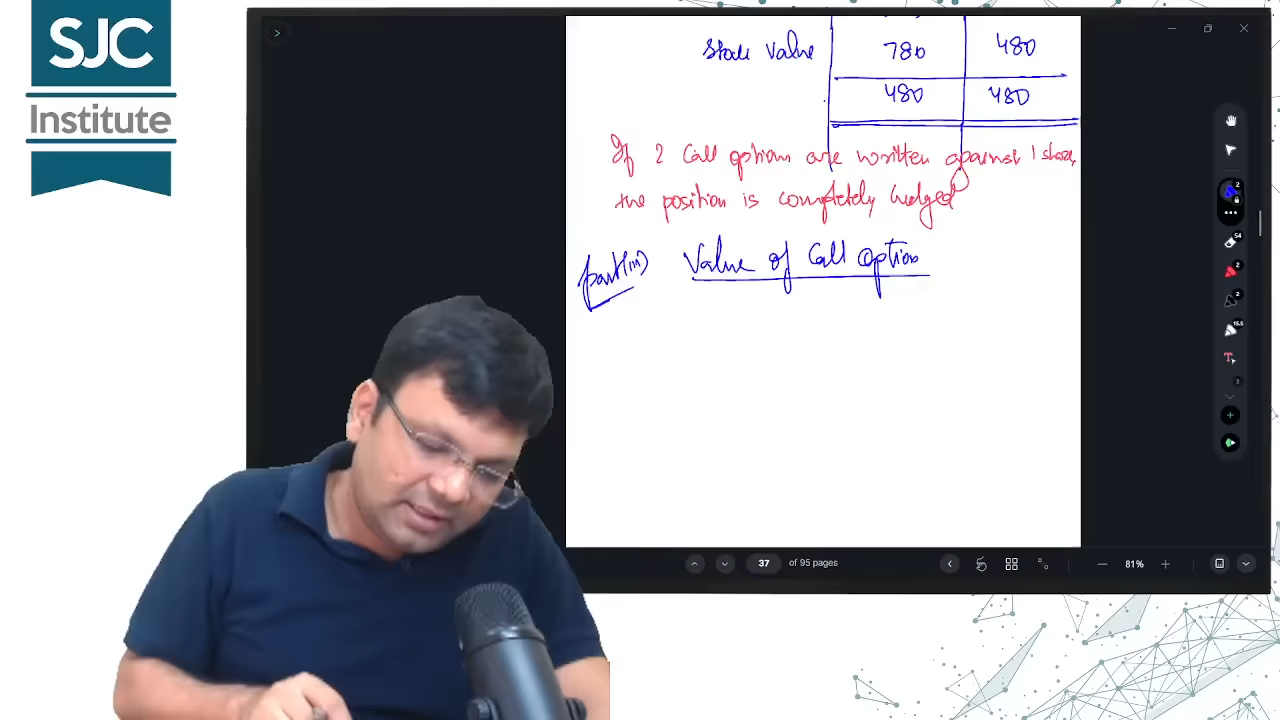 SJC
Institute
Stock Value 780 480
480 480
If 2 Call options are written against 1 share,
the position is completely hedged
part(iii) Value of Call option
37 of 95 pages
81%